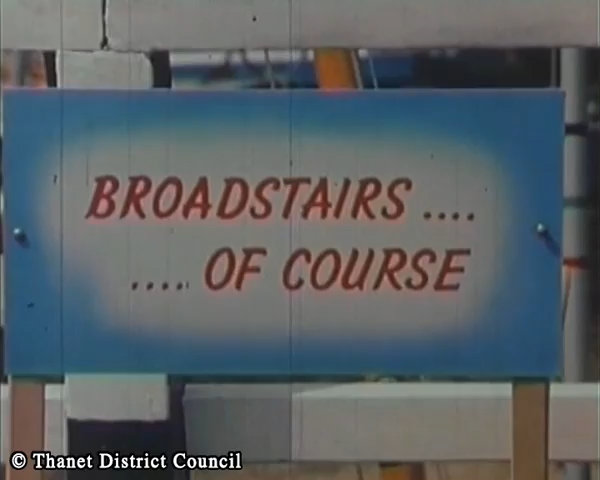 BROADSTAIRS ....
.... OF COURSE
© Thanet District Council